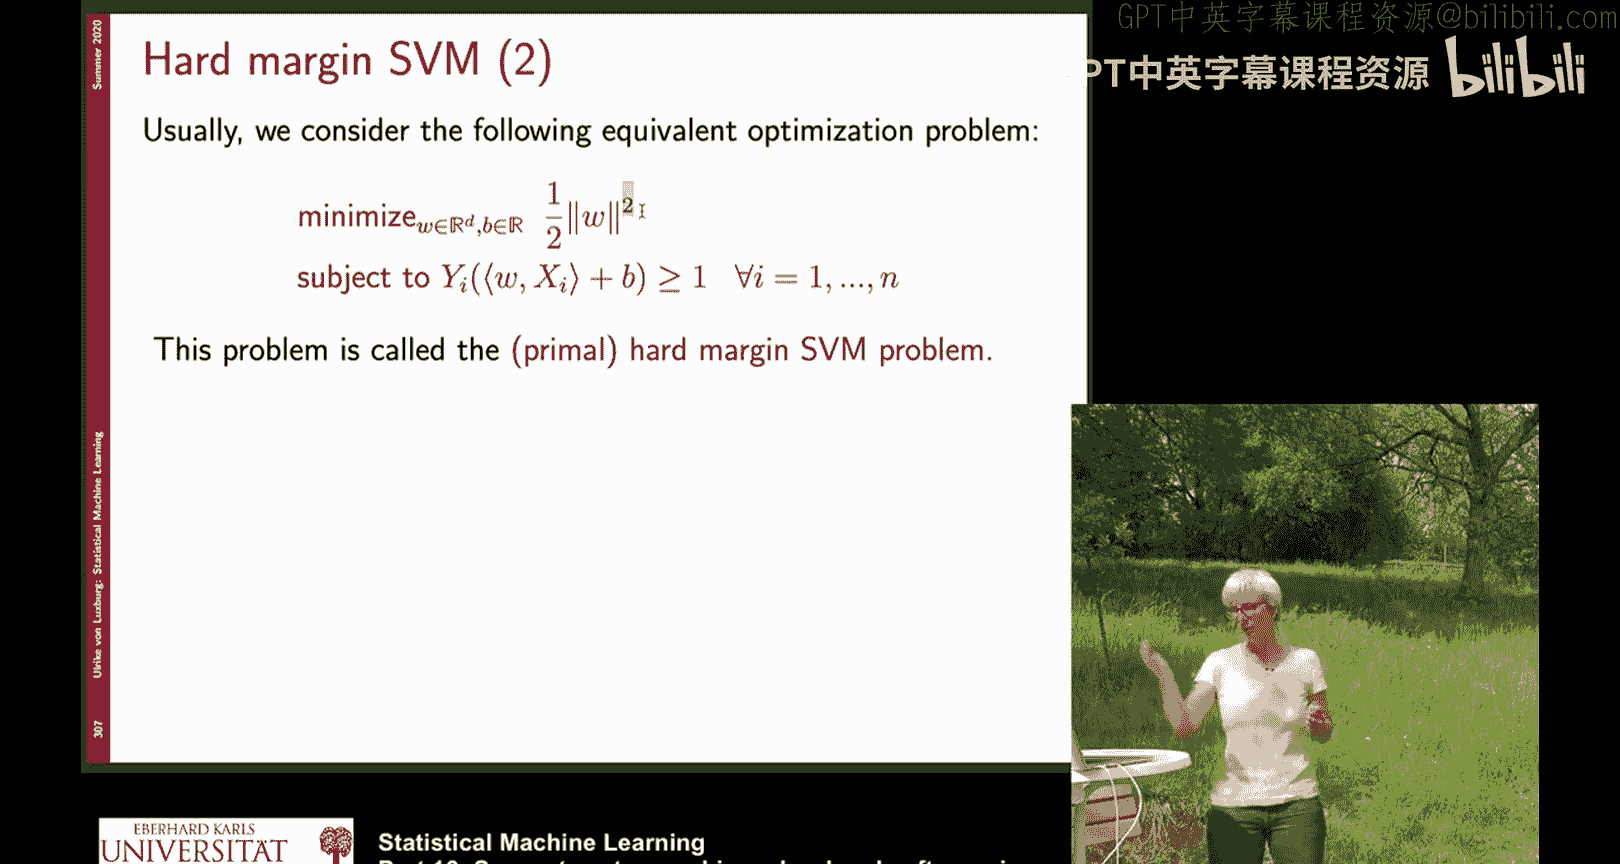 GPT中英字幕课程资源@bilibili.com
PT中英字幕课程资源 bilibili
Summer 2020
Hard margin SVM (2)
Usually, we consider the following equivalent optimization problem:
minimize_{w∈ℝ^d,b∈ℝ} 1/2 ‖w‖²
subject to Y_i(⟨w, X_i⟩ + b) ≥ 1 ∀i = 1, ..., n
This problem is called the (primal) hard margin SVM problem.
Ulrike von Luxburg: Statistical Machine Learning
307
EBERHARD KARLS
UNIVERSITÄT
Statistical Machine Learning